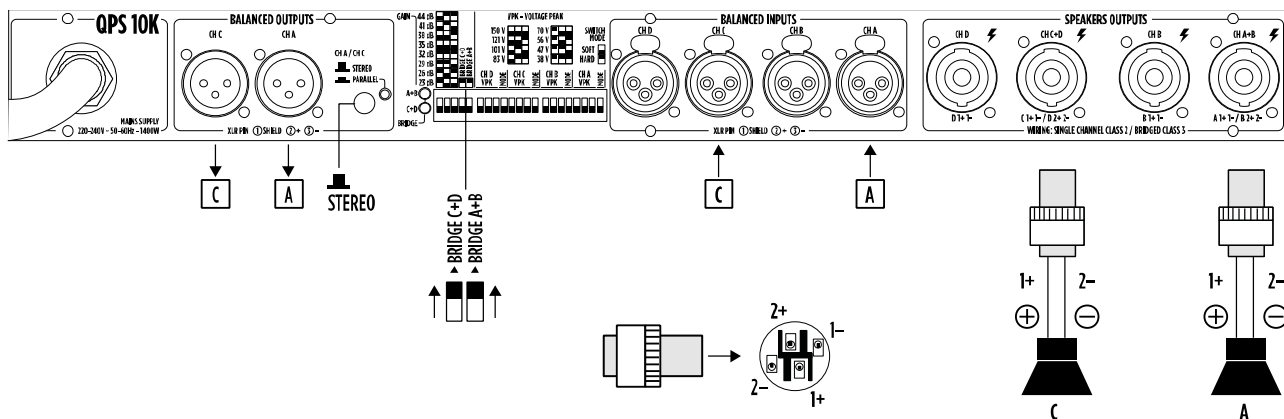 QPS 10K
MAINS SUPPLY
220-240V ~ 50-60Hz ~1400W
BALANCED OUTPUTS
CH C
CH A
CH A / CH C
STEREO
PARALLEL
XLR PIN ① SHIELD ② + ③ -
GAIN
44 dB
41 dB
38 dB
35 dB
32 dB
29 dB
26 dB
23 dB
BRIDGE C+D
BRIDGE A+B
A+B
C+D
BRIDGE
VPK - VOLTAGE PEAK
150 V
121 V
101 V
83 V
70 V
56 V
47 V
38 V
SWITCH
MODE
SOFT
HARD
CH D
VPK
MODE
CH C
VPK
MODE
CH B
VPK
MODE
CH A
VPK
MODE
BALANCED INPUTS
CH D
CH C
CH B
CH A
XLR PIN ① SHIELD ② + ③ -
SPEAKERS OUTPUTS
CH D
CH C+D
CH B
CH A+B
D 1+ 1-
C 1+ 1- / D 2+ 2-
B 1+ 1-
A 1+ 1- / B 2+ 2-
WIRING: SINGLE CHANNEL CLASS 2 / BRIDGED CLASS 3
C
A
STEREO
BRIDGE C+D
BRIDGE A+B
C
A
2+
1-
2-
1+
1+
2-
C
1+
2-
A